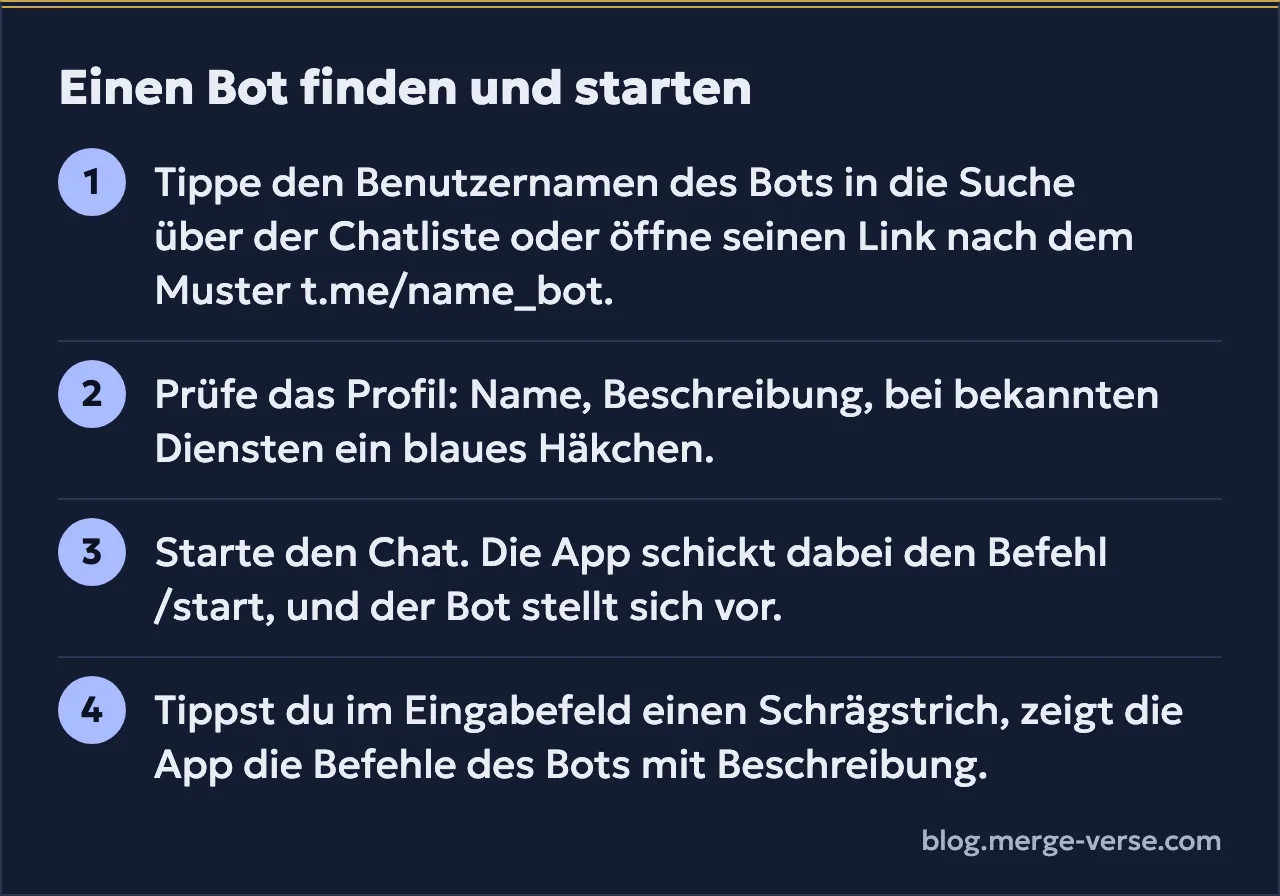 Einen Bot finden und starten
1
Tippe den Benutzernamen des Bots in die Suche
über der Chatliste oder öffne seinen Link nach dem
Muster t.me/name_bot.
2
Prüfe das Profil: Name, Beschreibung, bei bekannten
Diensten ein blaues Häkchen.
3
Starte den Chat. Die App schickt dabei den Befehl
/start, und der Bot stellt sich vor.
4
Tippst du im Eingabefeld einen Schrägstrich, zeigt die
App die Befehle des Bots mit Beschreibung.
blog.merge-verse.com